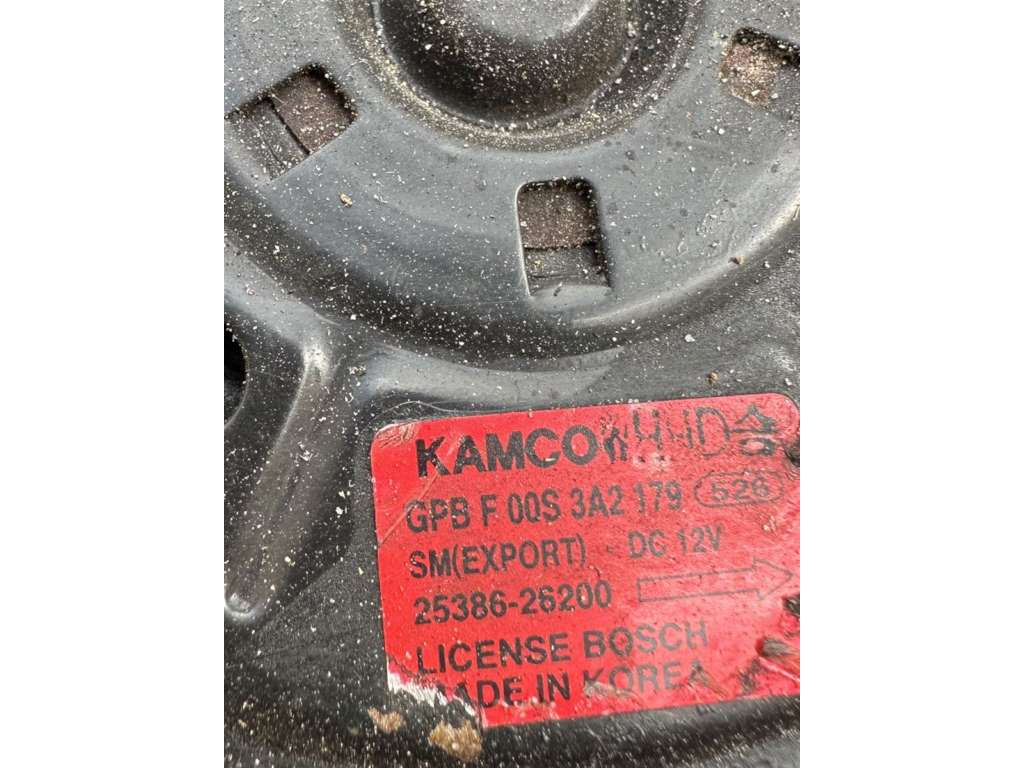 KAMCO
GPB F 00S 3A2 179 526
SM(EXPORT) DC 12V
25386-26200
LICENSE BOSCH
MADE IN KOREA